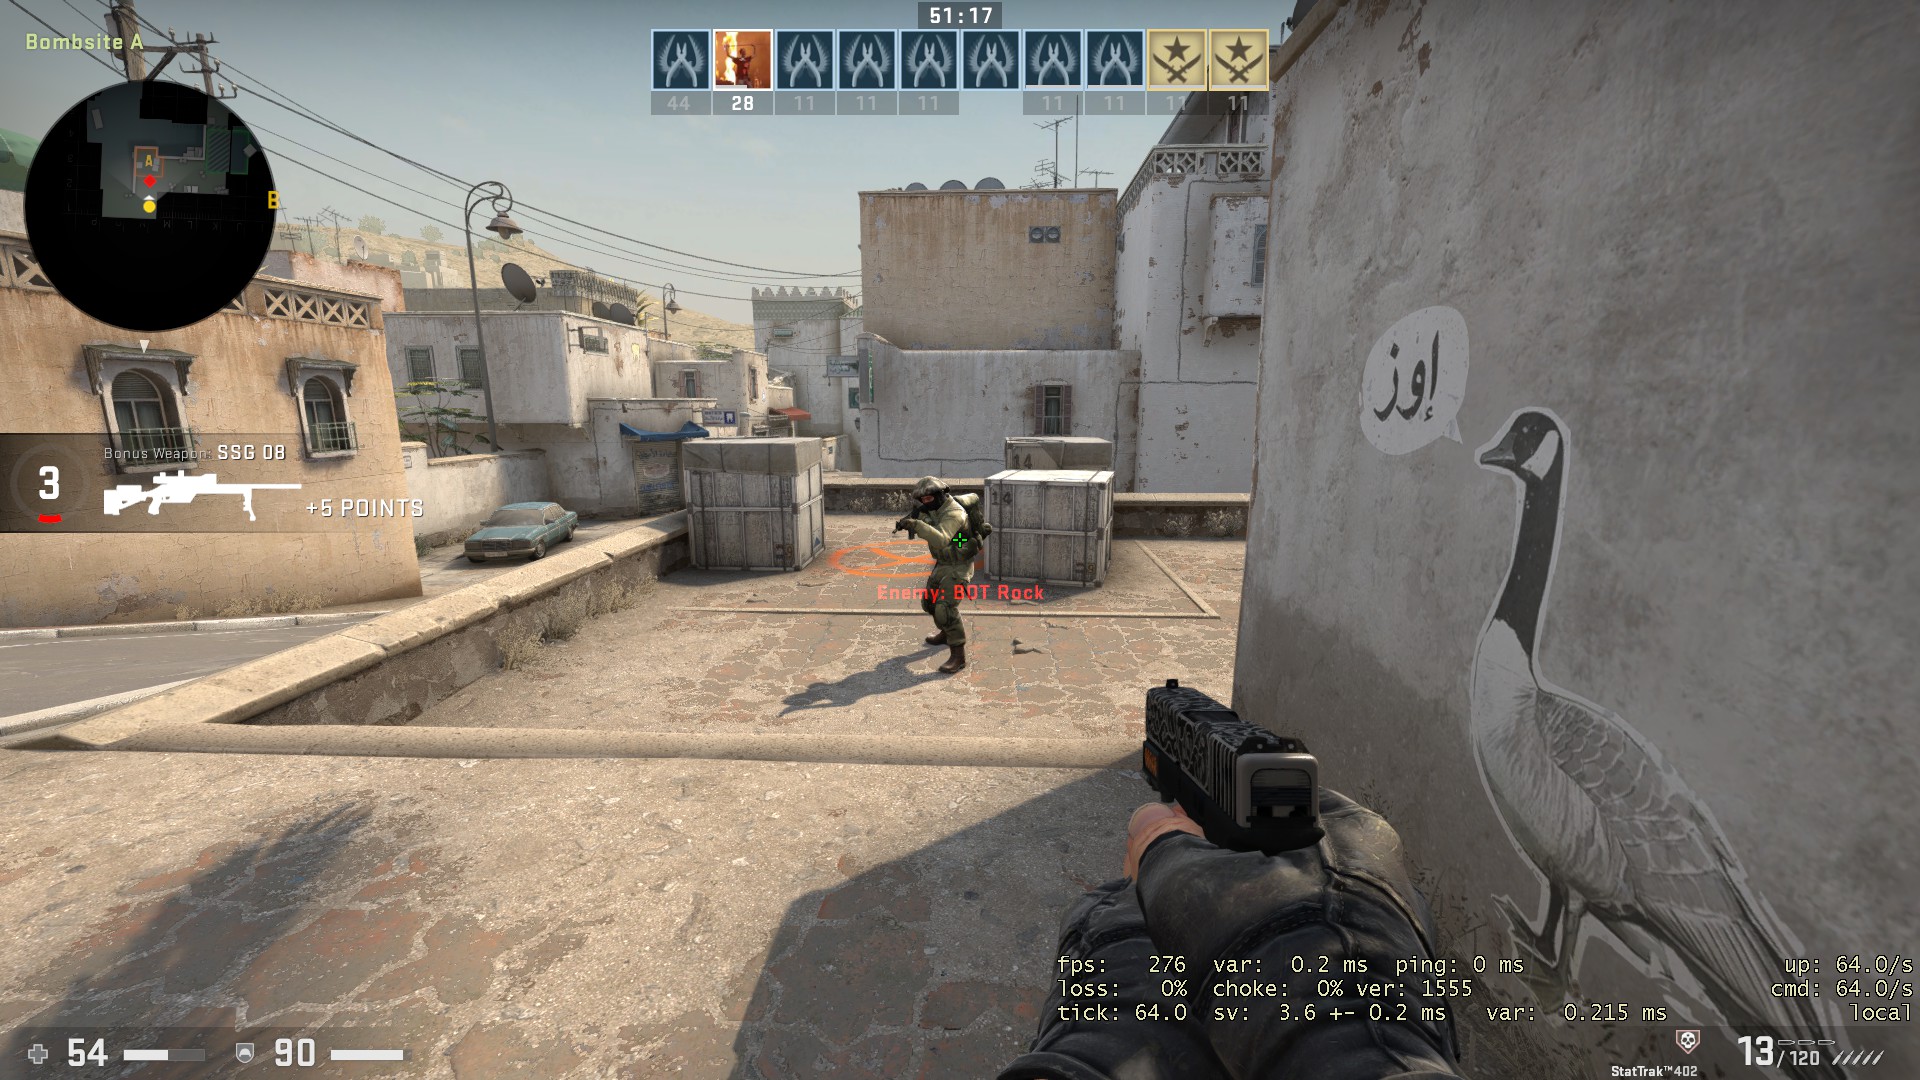 51:17
Bombsite A
44 28 11 11 11 11 11 11 11
A
B
Bonus Weapon: SSG 08
3
+5 POINTS
إوز
14
14
Enemy: BOT Rock
fps: 276 var: 0.2 ms ping: 0 ms
up: 64.0/s
loss: 0% choke: 0% ver: 1555
cmd: 64.0/s
tick: 64.0 sv: 3.6 +- 0.2 ms var: 0.215 ms
local
54
90
13/120
StatTrak™402